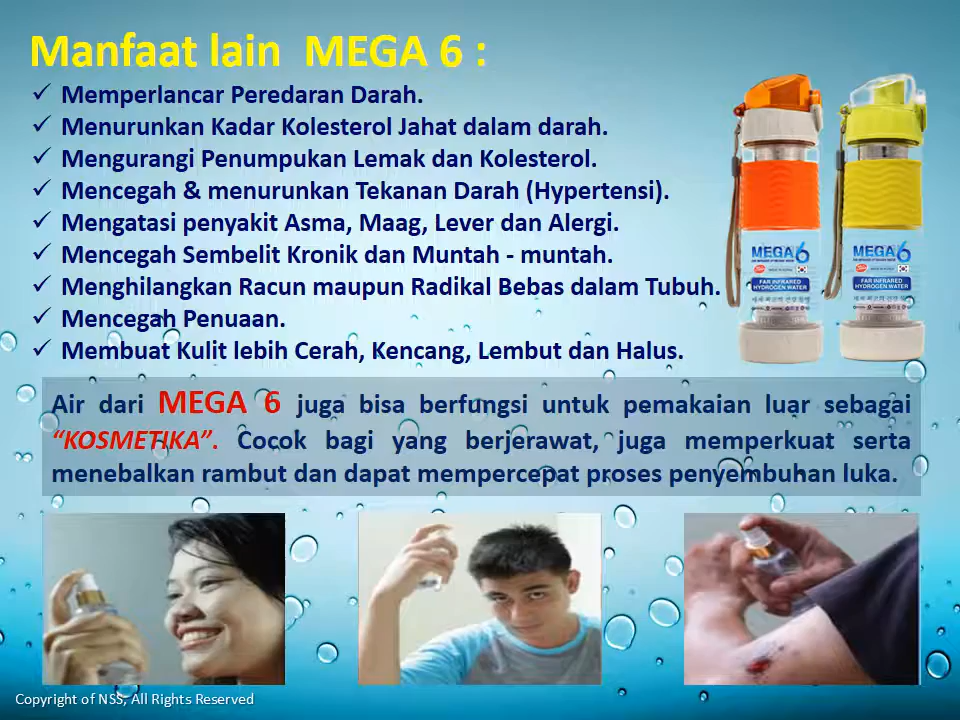 Manfaat lain MEGA 6 :
✓ Memperlancar Peredaran Darah.
✓ Menurunkan Kadar Kolesterol Jahat dalam darah.
✓ Mengurangi Penumpukan Lemak dan Kolesterol.
✓ Mencegah & menurunkan Tekanan Darah (Hypertensi).
✓ Mengatasi penyakit Asma, Maag, Lever dan Alergi.
✓ Mencegah Sembelit Kronik dan Muntah - muntah.
✓ Menghilangkan Racun maupun Radikal Bebas dalam Tubuh.
✓ Mencegah Penuaan.
✓ Membuat Kulit lebih Cerah, Kencang, Lembut dan Halus.
MEGA 6
FAR INFRARED
HYDROGEN WATER
MEGA 6
FAR INFRARED
HYDROGEN WATER
Air dari MEGA 6 juga bisa berfungsi untuk pemakaian luar sebagai
“KOSMETIKA”. Cocok bagi yang berjerawat, juga memperkuat serta
menebalkan rambut dan dapat mempercepat proses penyembuhan luka.
Copyright of NSS, All Rights Reserved